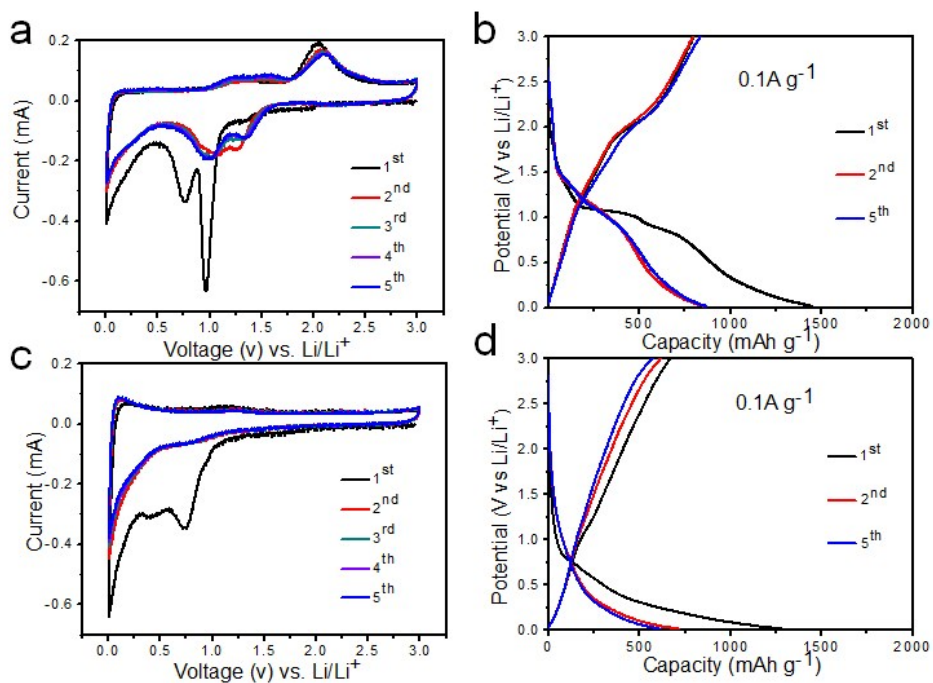 a
0.2
0.0
-0.2
-0.4
-0.6
Current (mA)
1st
2nd
3rd
4th
5th
0.0 0.5 1.0 1.5 2.0 2.5 3.0
Voltage (v) vs. Li/Li+
b
3.0
2.5
2.0
1.5
1.0
0.5
0.0
Potential (V vs Li/Li+)
0.1A g-1
1st
2nd
5th
500 1000 1500 2000
Capacity (mAh g-1)
c
0.2
0.0
-0.2
-0.4
-0.6
Current (mA)
1st
2nd
3rd
4th
5th
0.0 0.5 1.0 1.5 2.0 2.5 3.0
Voltage (v) vs. Li/Li+
d
3.0
2.5
2.0
1.5
1.0
0.5
0.0
Potential (V vs Li/Li+)
0.1A g-1
1st
2nd
5th
0 250 500 750 1000 1250 1500 1750 2000
Capacity (mAh g-1)